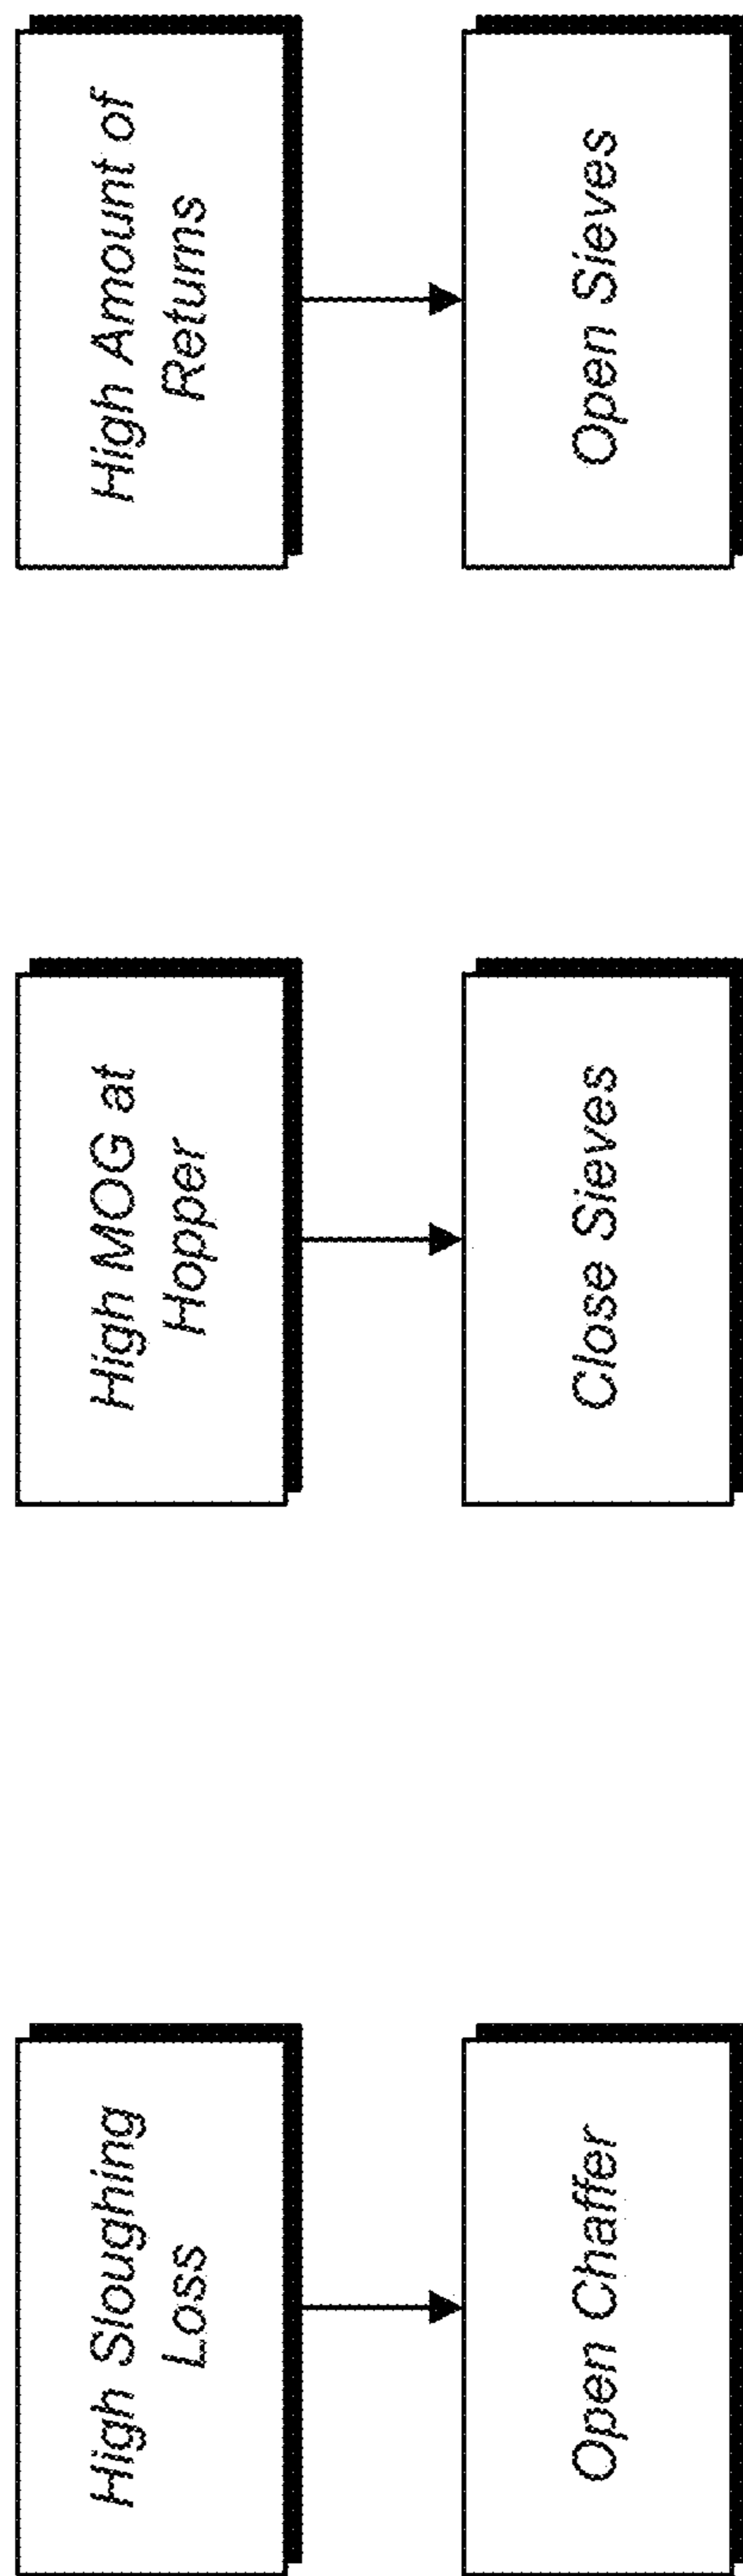 High Sloughing
Loss
Open Chaffer
High MOG at
Hopper
Close Sieves
High Amount of
Returns
Open Sieves